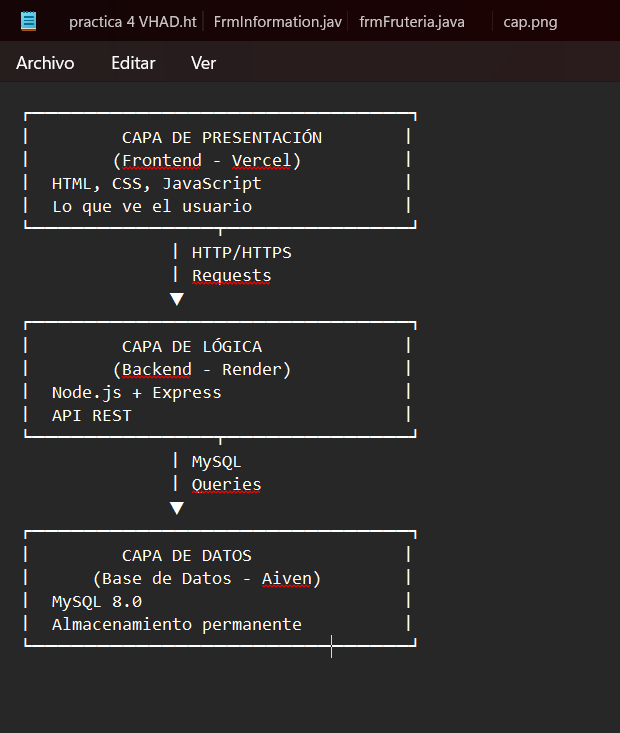 practica 4 VHAD.ht
FrmInformation.jav
frmFruteria.java
cap.png
Archivo
Editar
Ver
CAPA DE PRESENTACIÓN
(Frontend - Vercel)
HTML, CSS, JavaScript
Lo que ve el usuario
HTTP/HTTPS
Requests
CAPA DE LÓGICA
(Backend - Render)
Node.js + Express
API REST
MySQL
Queries
CAPA DE DATOS
(Base de Datos - Aiven)
MySQL 8.0
Almacenamiento permanente